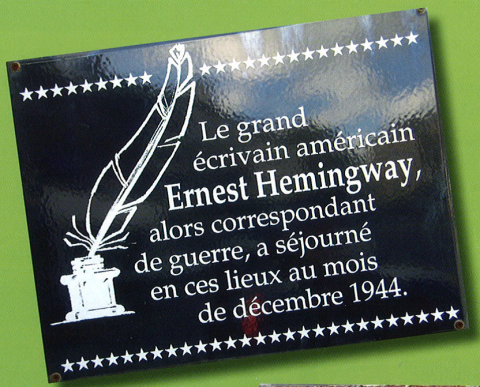 Le grand
écrivain américain
Ernest Hemingway,
alors correspondant
de guerre, a séjourné
en ces lieux au mois
de décembre 1944.